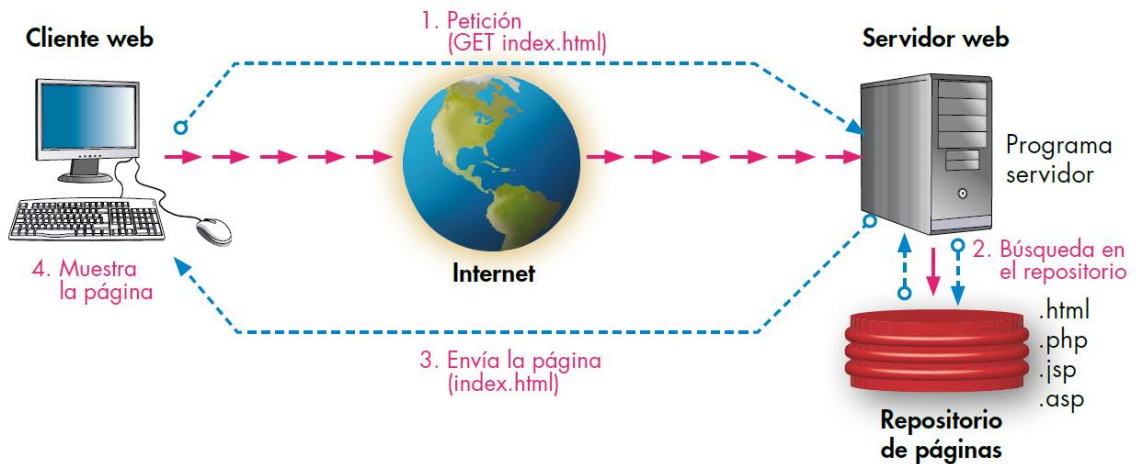 Cliente web
1. Petición
(GET index.html)
Servidor web
Programa
servidor
Internet
4. Muestra
la página
2. Búsqueda en
el repositorio
3. Envía la página
(index.html)
.html
.php
.jsp
.asp
Repositorio
de páginas